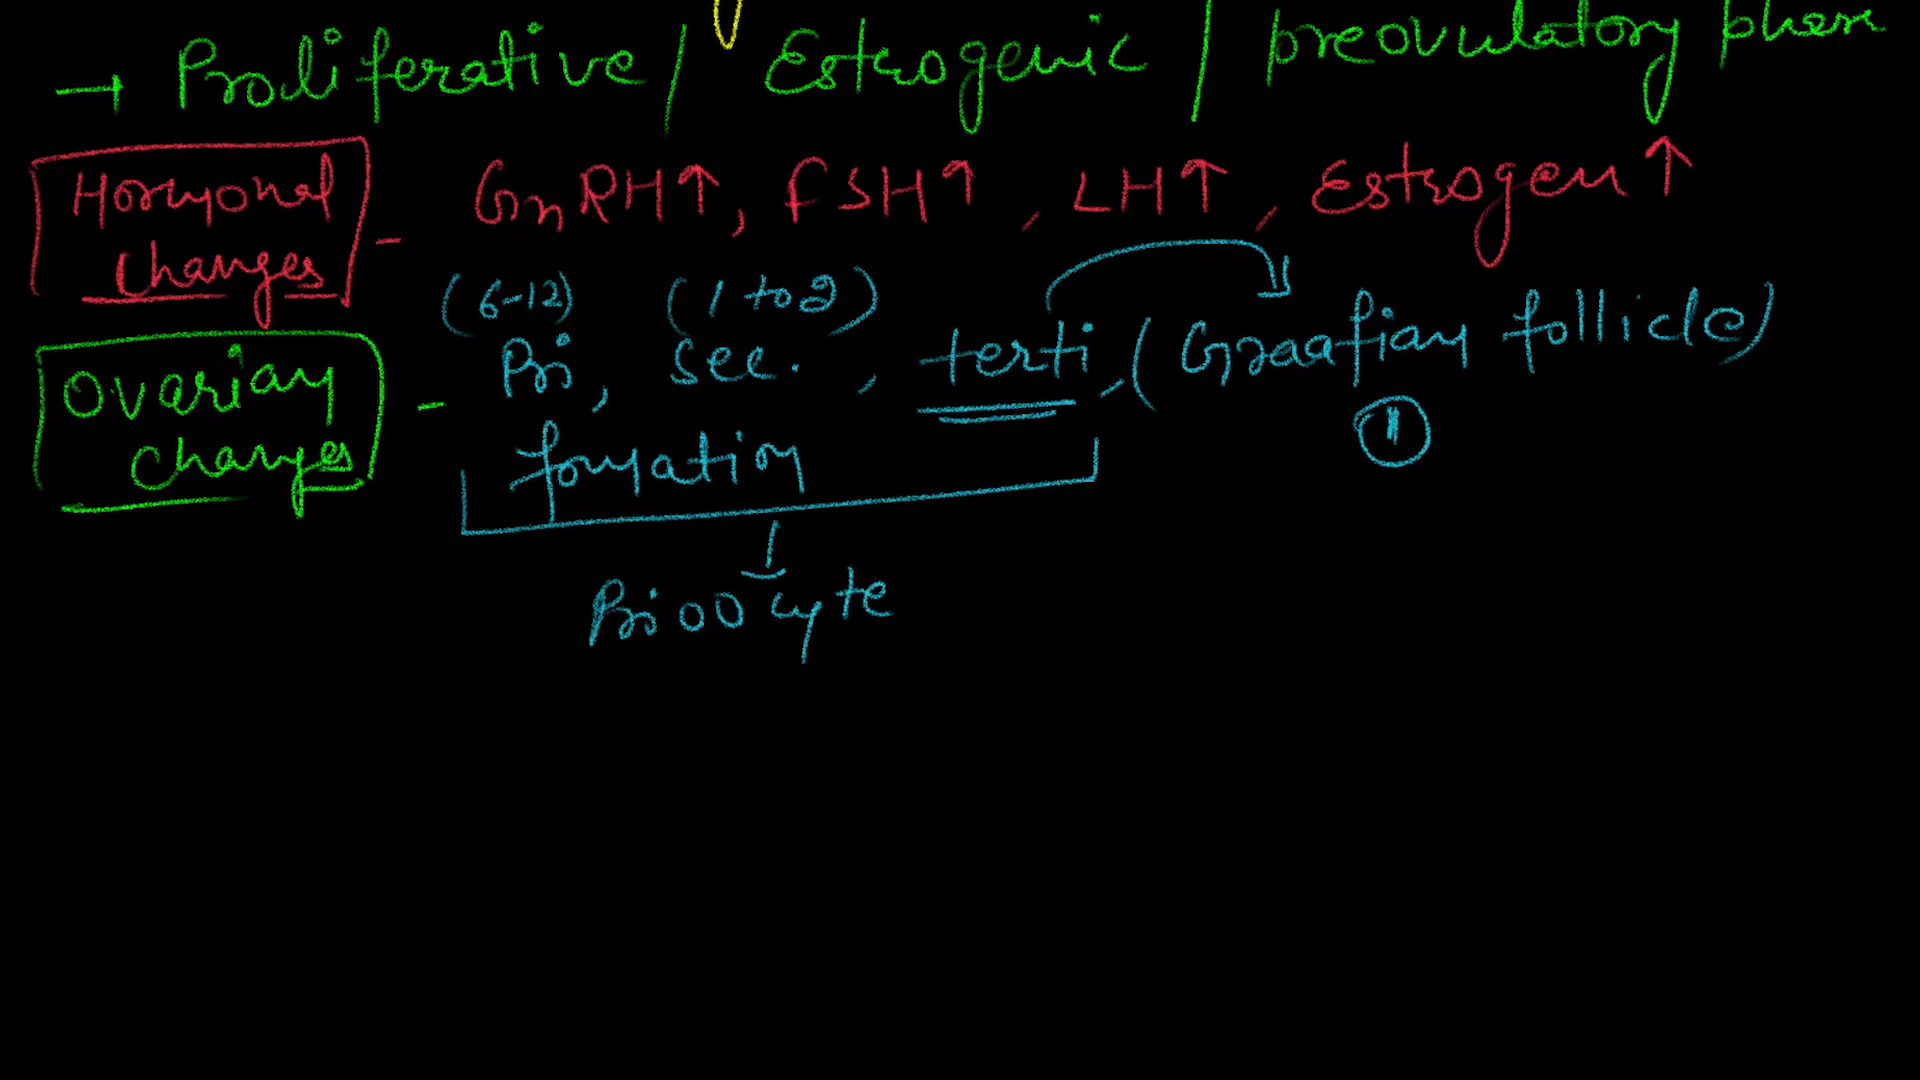 → Proliferative / Estrogenic / preovulatory phase
Hormonal changes - GnRH↑, FSH↑, LH↑, Estrogen↑
(6-12) (1 to 2)
Ovarian changes - Pri, Sec., terti, (Graafian follicle)
formation 1
Pri oocyte